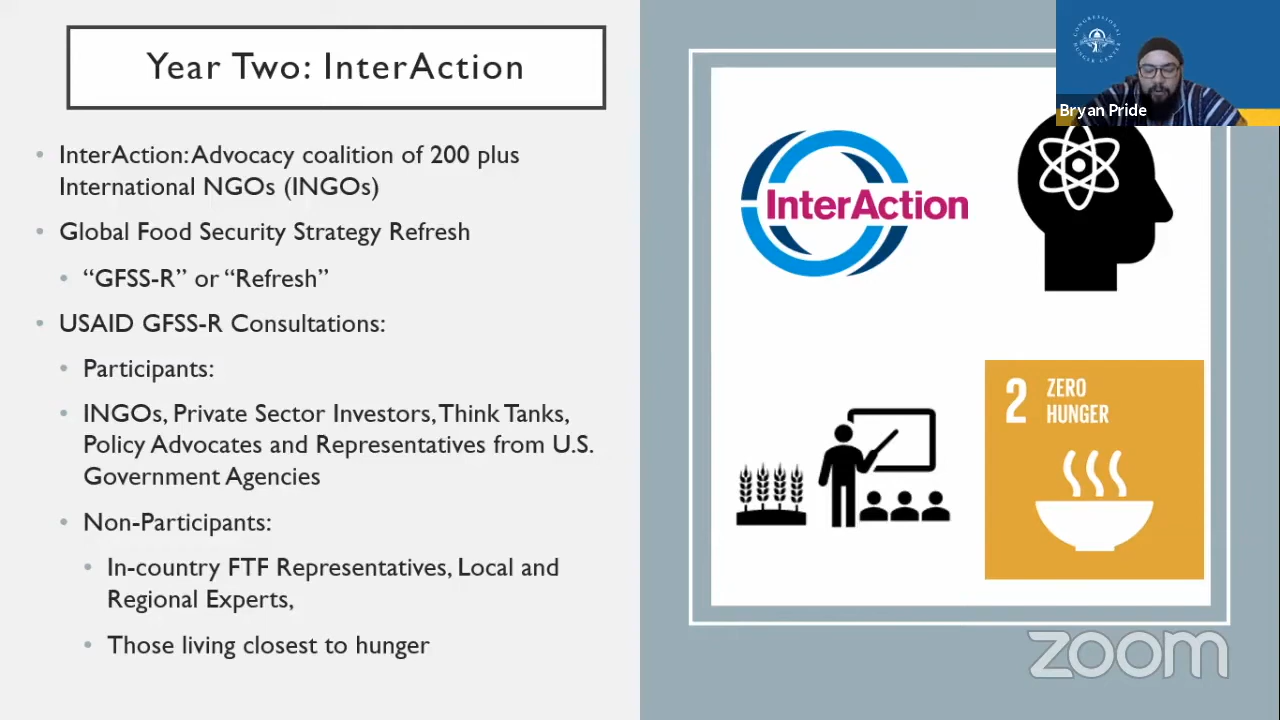 Year Two: InterAction
InterAction: Advocacy coalition of 200 plus
International NGOs (INGOs)
Global Food Security Strategy Refresh
“GFSS-R” or “Refresh”
USAID GFSS-R Consultations:
Participants:
INGOs, Private Sector Investors, Think Tanks,
Policy Advocates and Representatives from U.S.
Government Agencies
Non-Participants:
In-country FTF Representatives, Local and
Regional Experts,
Those living closest to hunger
InterAction
2 ZERO
HUNGER
CONGRESSIONAL
HUNGER CENTER
Bryan Pride
zoom